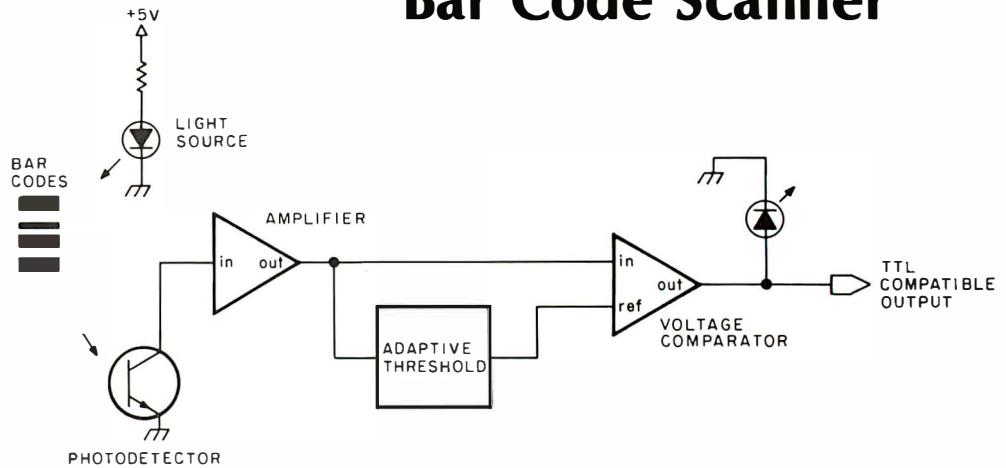 Bar Code Scanner
+5V
LIGHT
SOURCE
BAR
CODES
AMPLIFIER
in
out
in
out
ref
TTL
COMPATIBLE
OUTPUT
VOLTAGE
COMPARATOR
ADAPTIVE
THRESHOLD
PHOTODETECTOR